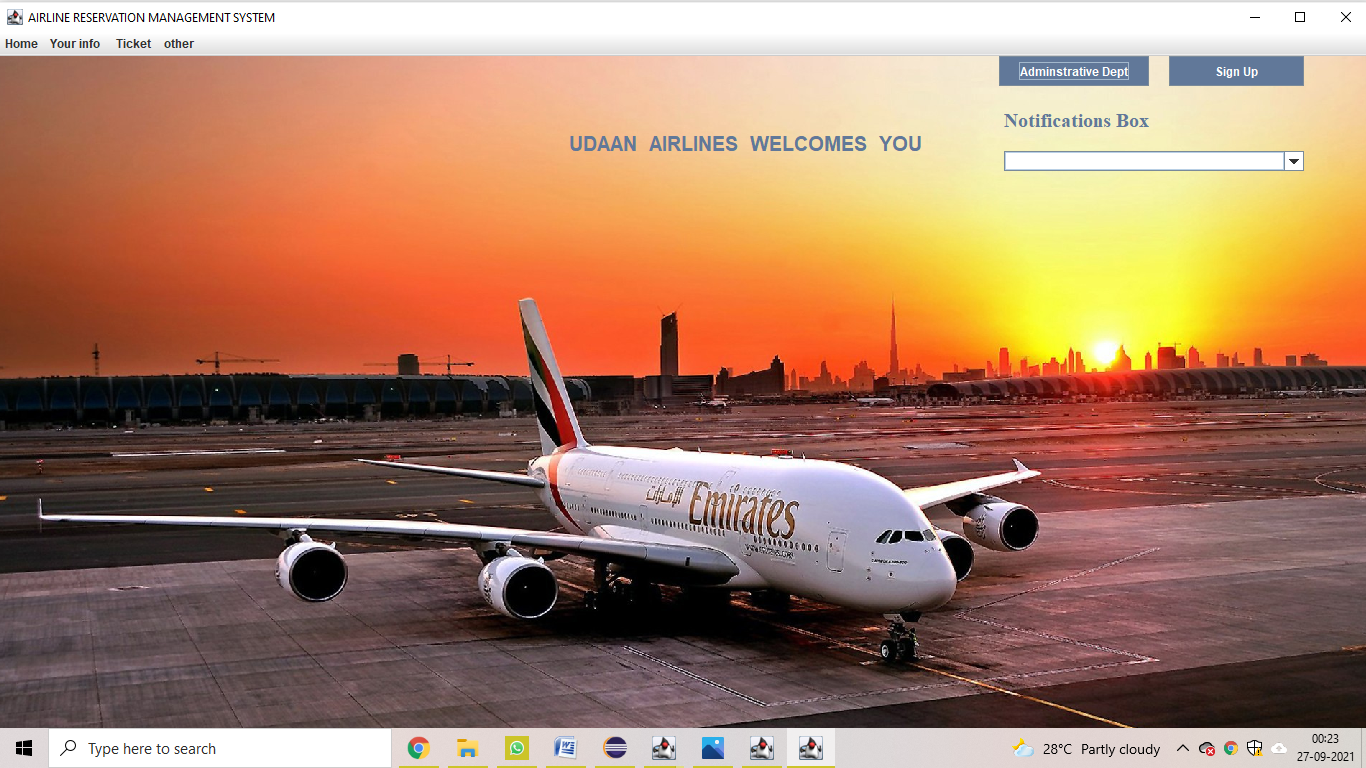 AIRLINE RESERVATION MANAGEMENT SYSTEM
Home Your info Ticket other
Adminstrative Dept Sign Up
Notifications Box
UDAAN AIRLINES WELCOMES YOU
الإمارات Emirates
Type here to search
28°C Partly cloudy
00:23
27-09-2021